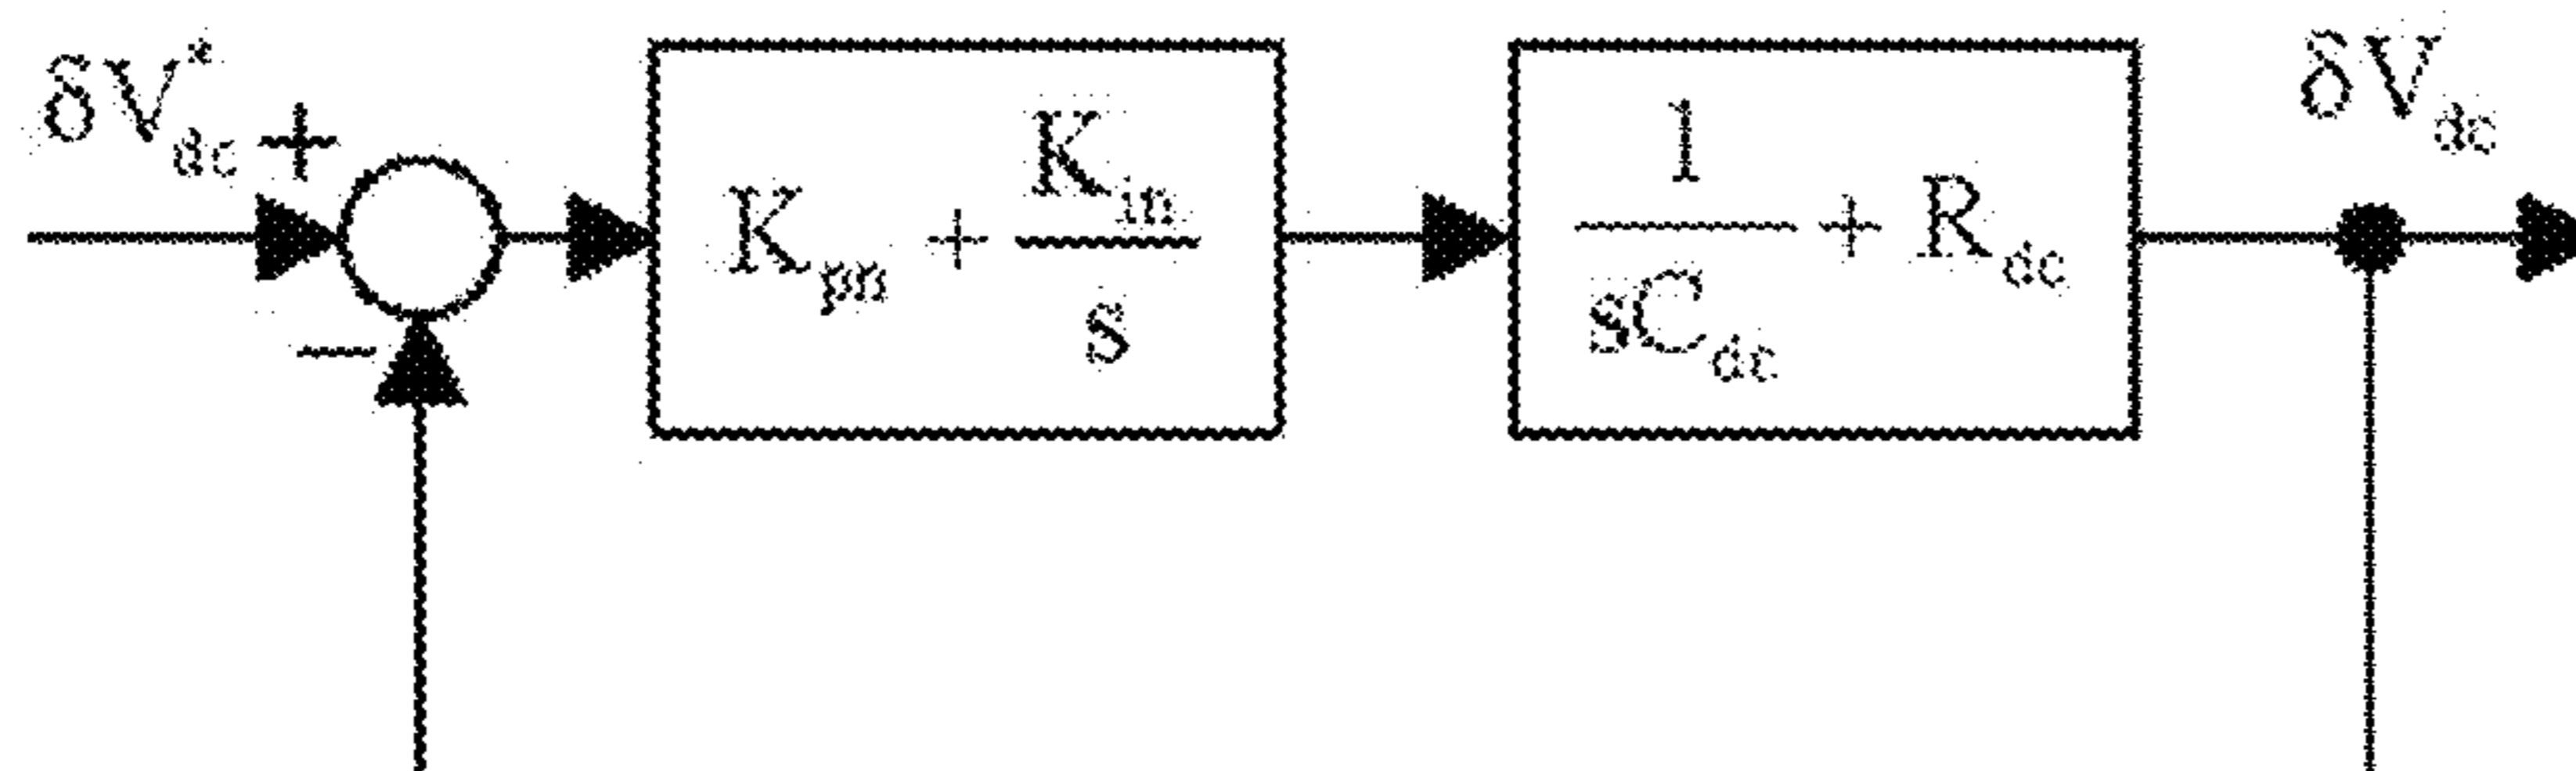 δV*dc +
−
Kpn + Kin/s
1/sCdc + Rdc
δVdc